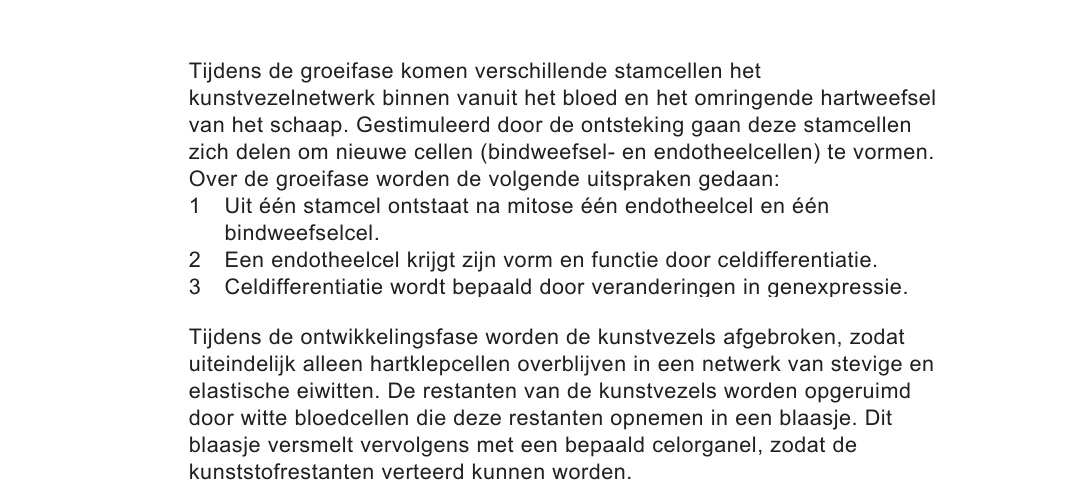 Tijdens de groeifase komen verschillende stamcellen het
kunstvezelnetwerk binnen vanuit het bloed en het omringende hartweefsel
van het schaap. Gestimuleerd door de ontsteking gaan deze stamcellen
zich delen om nieuwe cellen (bindweefsel- en endotheelcellen) te vormen.
Over de groeifase worden de volgende uitspraken gedaan:
1 Uit één stamcel ontstaat na mitose één endotheelcel en één
bindweefselcel.
2 Een endotheelcel krijgt zijn vorm en functie door celdifferentiatie.
3 Celdifferentiatie wordt bepaald door veranderingen in genexpressie.
Tijdens de ontwikkelingsfase worden de kunstvezels afgebroken, zodat
uiteindelijk alleen hartklepcellen overblijven in een netwerk van stevige en
elastische eiwitten. De restanten van de kunstvezels worden opgeruimd
door witte bloedcellen die deze restanten opnemen in een blaasje. Dit
blaasje versmelt vervolgens met een bepaald celorganel, zodat de
kunststofrestanten verteerd kunnen worden.